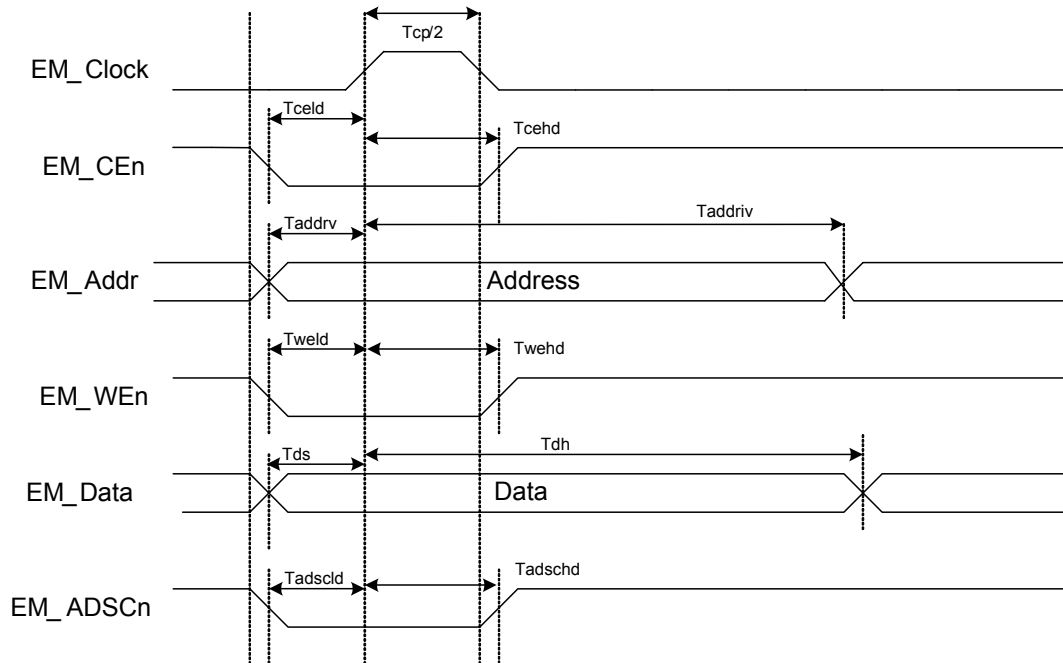 Tcp/2
EM_Clock
Tceld
Tcehd
EM_CEn
Taddrv
Taddriv
EM_Addr
Address
Tweld
Twehd
EM_WEn
Tds
Tdh
EM_Data
Data
Tadscld
Tadschd
EM_ADSCn